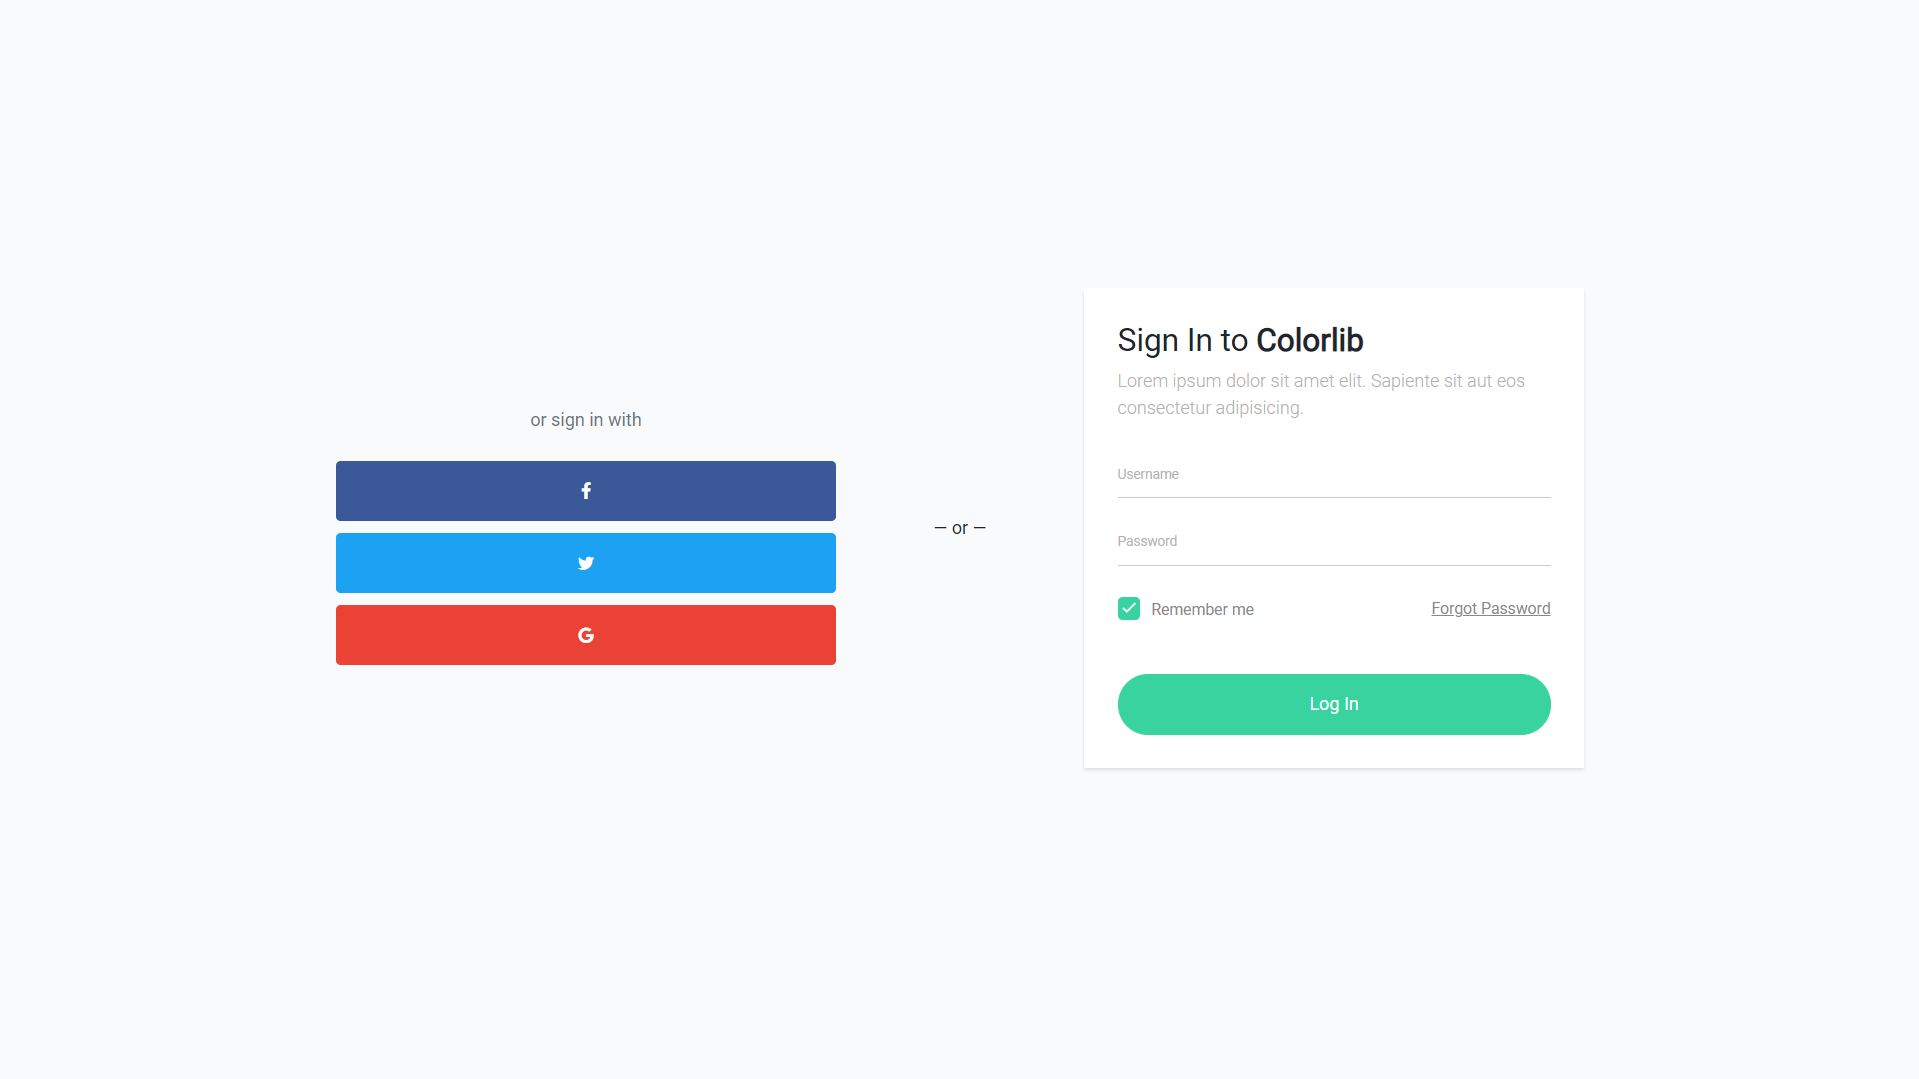 or sign in with
— or —
Sign In to Colorlib
Lorem ipsum dolor sit amet elit. Sapiente sit aut eos
consectetur adipisicing.
Username
Password
Remember me
Forgot Password
Log In